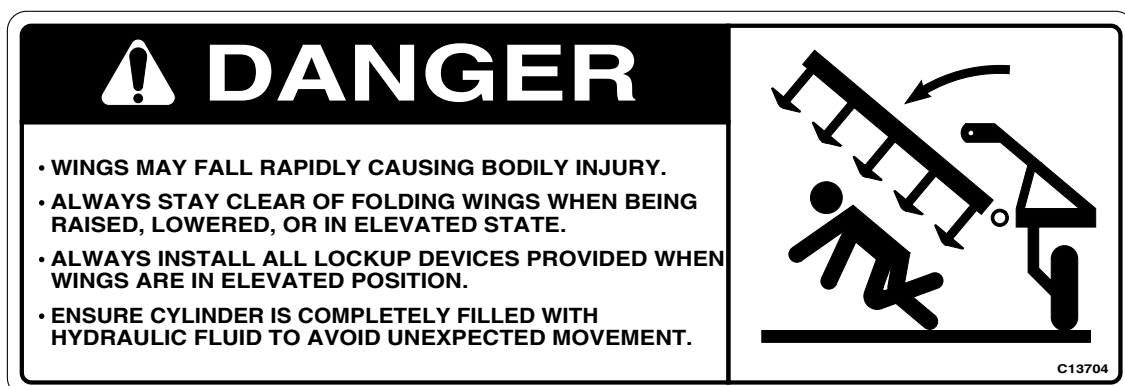 DANGER
• WINGS MAY FALL RAPIDLY CAUSING BODILY INJURY.
• ALWAYS STAY CLEAR OF FOLDING WINGS WHEN BEING
RAISED, LOWERED, OR IN ELEVATED STATE.
• ALWAYS INSTALL ALL LOCKUP DEVICES PROVIDED WHEN
WINGS ARE IN ELEVATED POSITION.
• ENSURE CYLINDER IS COMPLETELY FILLED WITH
HYDRAULIC FLUID TO AVOID UNEXPECTED MOVEMENT.
C13704